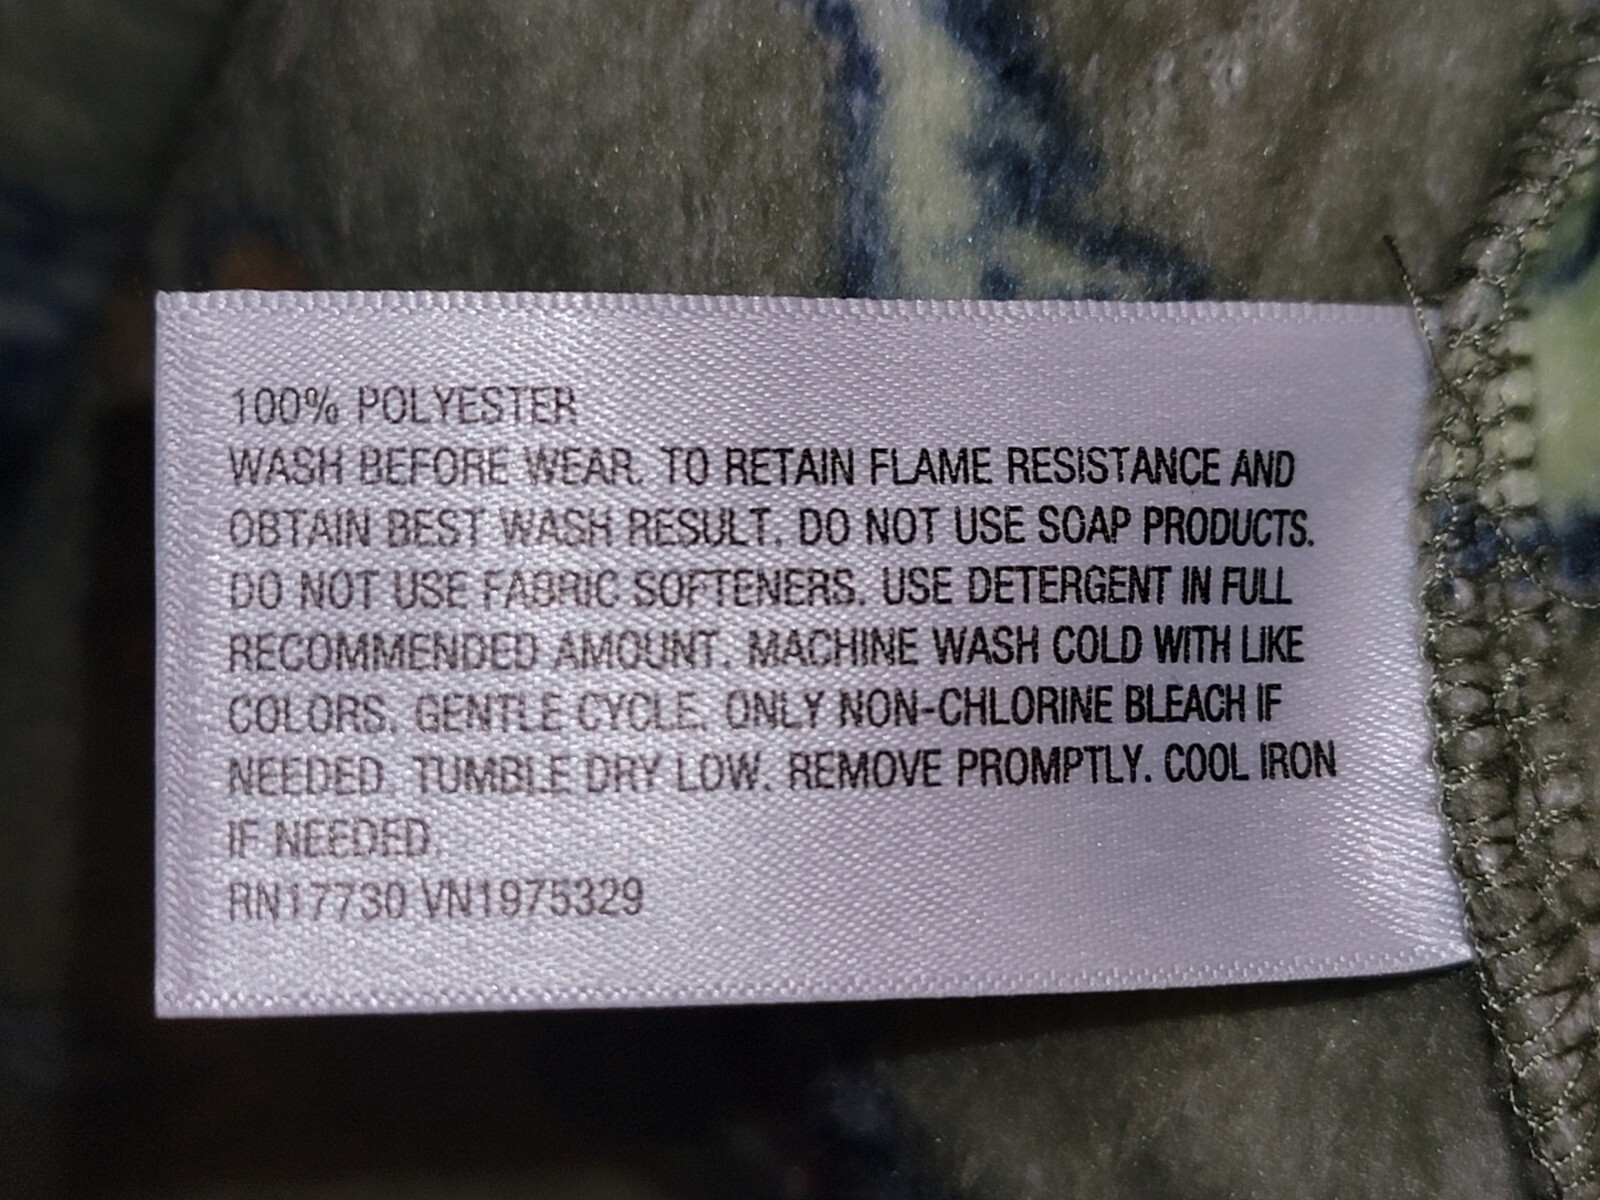 100% POLYESTER
WASH BEFORE WEAR. TO RETAIN FLAME RESISTANCE AND
OBTAIN BEST WASH RESULT. DO NOT USE SOAP PRODUCTS.
DO NOT USE FABRIC SOFTENERS. USE DETERGENT IN FULL
RECOMMENDED AMOUNT. MACHINE WASH COLD WITH LIKE
COLORS. GENTLE CYCLE. ONLY NON-CHLORINE BLEACH IF
NEEDED. TUMBLE DRY LOW. REMOVE PROMPTLY. COOL IRON
IF NEEDED.
RN17730 VN1975329